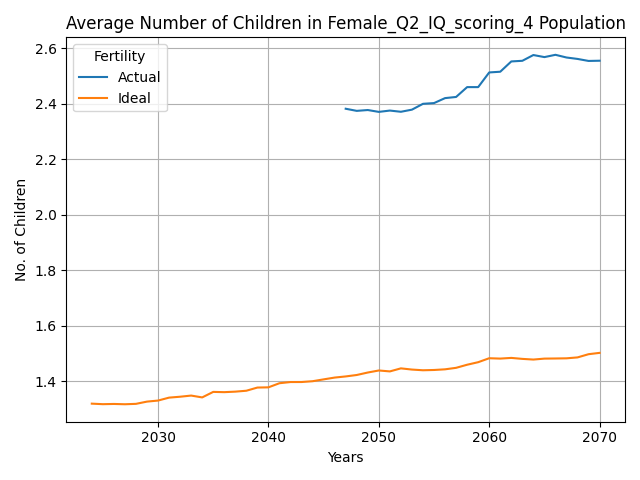 Average Number of Children in Female_Q2_IQ_scoring_4 Population
Fertility
Actual
Ideal
2.6
2.4
2.2
2.0
1.8
1.6
1.4
No. of Children
2030
2040
2050
2060
2070
Years